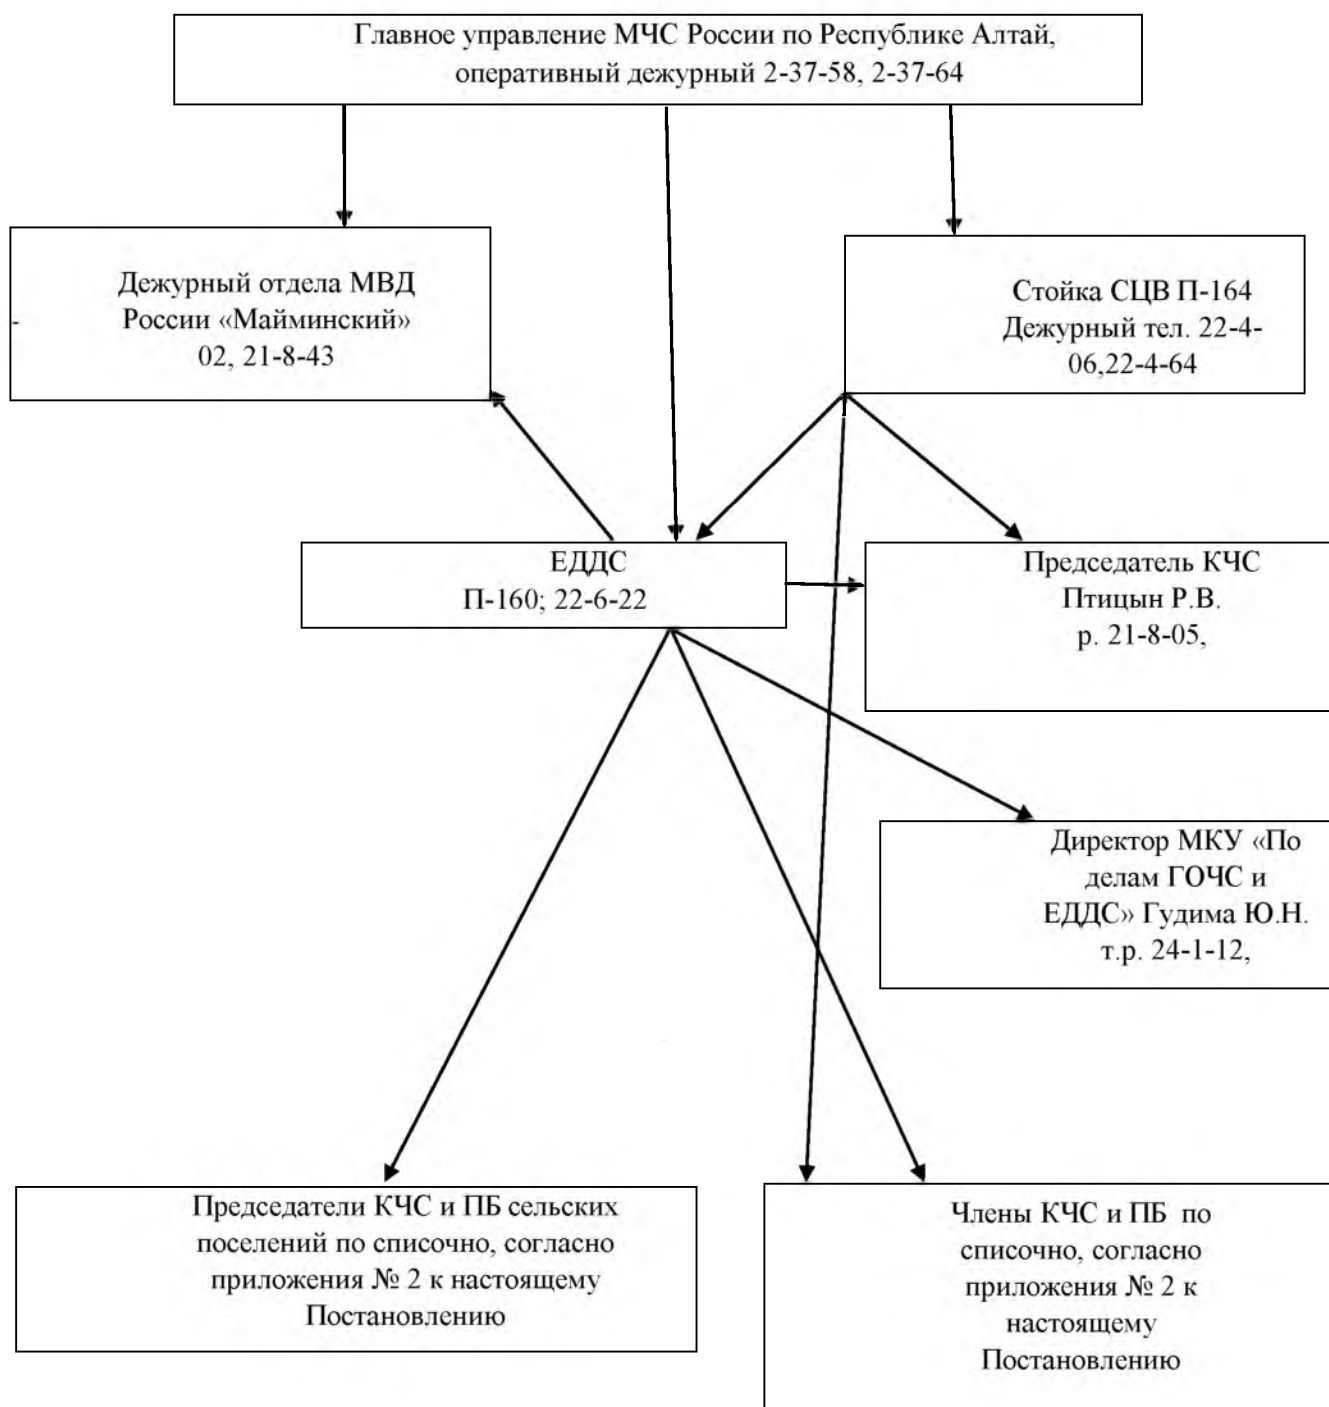 Главное управление МЧС России по Республике Алтай,
оперативный дежурный 2-37-58, 2-37-64
Дежурный отдела МВД
России «Майминский»
02, 21-8-43
Стойка СЦВ П-164
Дежурный тел. 22-4-
06,22-4-64
ЕДДС
П-160; 22-6-22
Председатель КЧС
Птицын Р.В.
р. 21-8-05,
Директор МКУ «По
делам ГОЧС и
ЕДДС» Гудима Ю.Н.
т.р. 24-1-12,
Председатели КЧС и ПБ сельских
поселений по списочно, согласно
приложения № 2 к настоящему
Постановлению
Члены КЧС и ПБ по
списочно, согласно
приложения № 2 к
настоящему
Постановлению